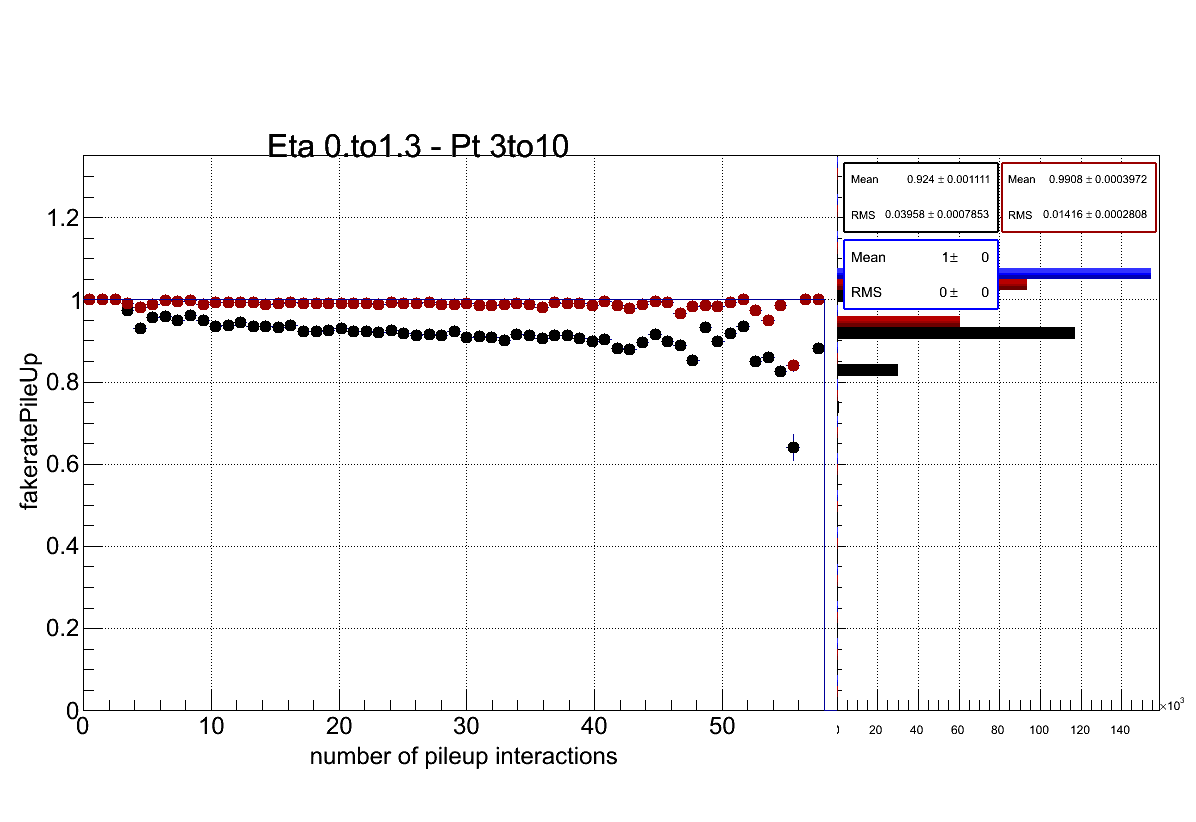 Eta 0.to1.3 - Pt 3to10
Mean 0.924 ± 0.001111
RMS 0.03958 ± 0.0007853
Mean 0.9908 ± 0.0003972
RMS 0.01416 ± 0.0002808
Mean 1± 0
RMS 0± 0
fakeratePileUp
1.2
1
0.8
0.6
0.4
0.2
0
0 10 20 30 40 50
number of pileup interactions
20 40 60 80 100 120 140
×10³